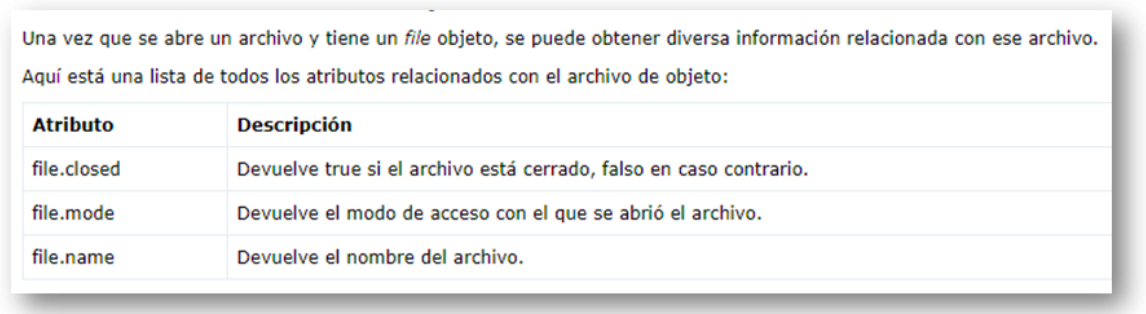 Una vez que se abre un archivo y tiene un file objeto, se puede obtener diversa información relacionada con ese archivo.
Aquí está una lista de todos los atributos relacionados con el archivo de objeto:
Atributo Descripción
file.closed Devuelve true si el archivo está cerrado, falso en caso contrario.
file.mode Devuelve el modo de acceso con el que se abrió el archivo.
file.name Devuelve el nombre del archivo.